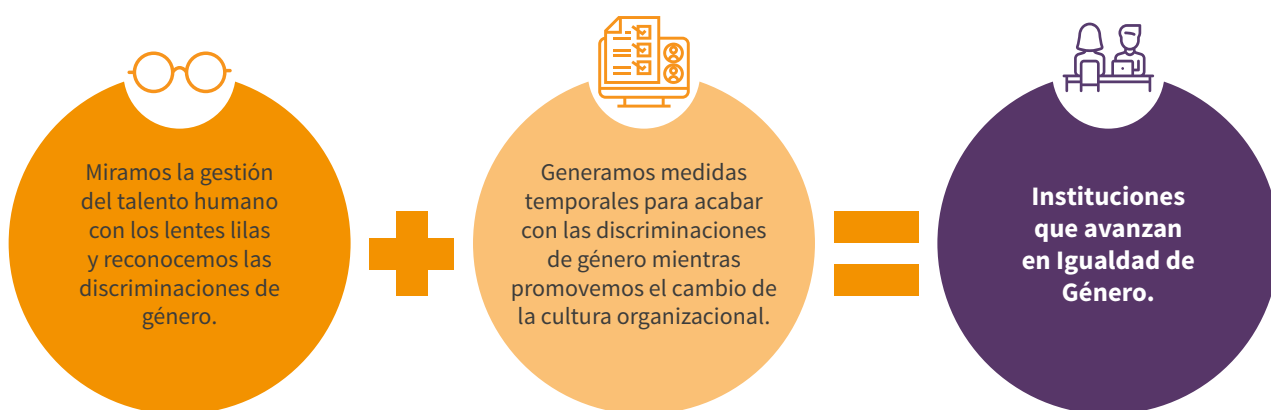 Miramos la gestión
del talento humano
con los lentes lilas
y reconocemos las
discriminaciones de
género.
Generamos medidas
temporales para acabar
con las discriminaciones
de género mientras
promovemos el cambio de
la cultura organizacional.
Instituciones
que avanzan
en Igualdad de
Género.